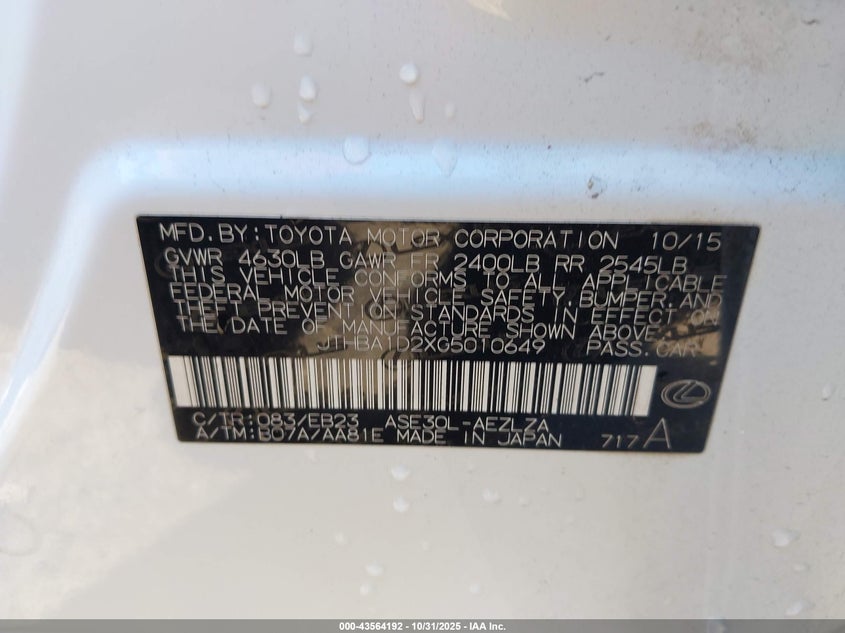 MFD. BY: TOYOTA MOTOR CORPORATION 10/15
GVWR 4630LB GAWR FR 2400LB RR 2545LB
THIS VEHICLE CONFORMS TO ALL APPLICABLE
FEDERAL MOTOR VEHICLE SAFETY, BUMPER, AND
THEFT PREVENTION STANDARDS IN EFFECT ON
THE DATE OF MANUFACTURE SHOWN ABOVE.
JTHBA1D2XG5010649 PASS. CAR
C/TR: 083/EB23 ASE30L-AEZLZA
A/TM: B07A/AA81E MADE IN JAPAN 717A
000-43564192 - 10/31/2025 - IAA Inc.